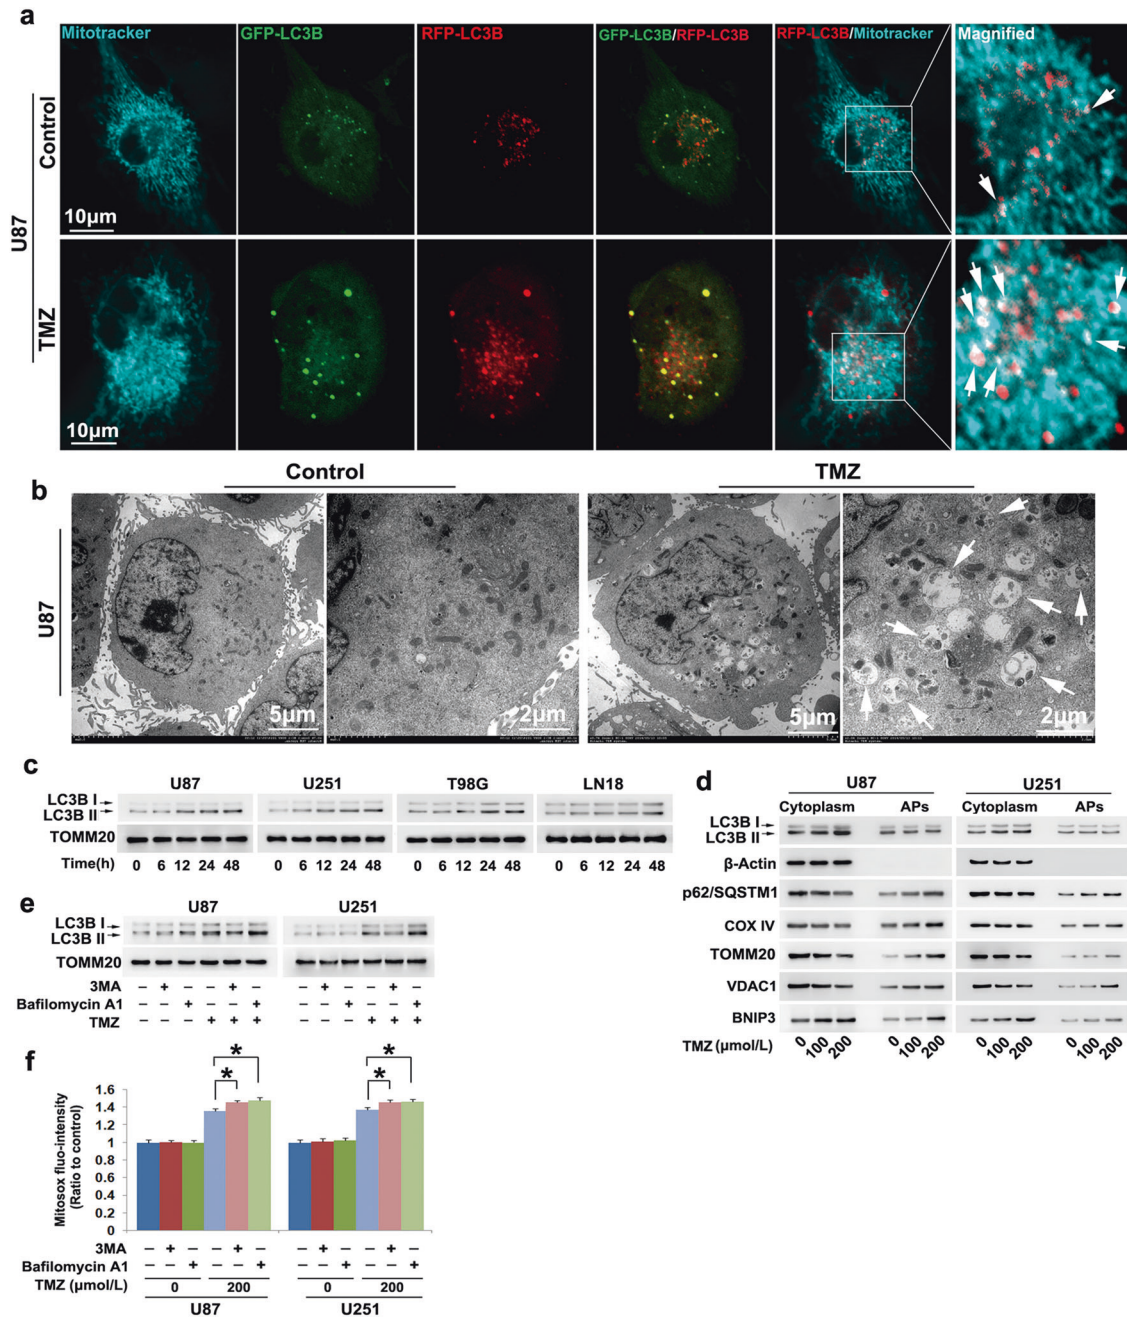 a
Mitotracker GFP-LC3B RFP-LC3B GFP-LC3B/RFP-LC3B RFP-LC3B/Mitotracker Magnified
U87
Control
10μm
TMZ
10μm
b
Control TMZ
U87
5μm 2μm 5μm 2μm
c
U87 U251 T98G LN18
LC3B I
LC3B II
TOMM20
Time(h) 0 6 12 24 48 0 6 12 24 48 0 6 12 24 48 0 6 12 24 48
d
U87 U251
Cytoplasm APs Cytoplasm APs
LC3B I
LC3B II
β-Actin
p62/SQSTM1
COX IV
TOMM20
VDAC1
BNIP3
TMZ (μmol/L) 0 100 200 0 100 200 0 100 200 0 100 200
e
U87 U251
LC3B I
LC3B II
TOMM20
3MA – + – – + – – + – – + –
Bafilomycin A1 – – + – – + – – + – – +
TMZ – – – + + + – – – + + +
f
* * * *
Mitosox fluo-intensity
(Ratio to control)
1.6
1.4
1.2
1
0.8
0.6
0.4
0.2
0
3MA – + – – + – – + – – + –
Bafilomycin A1 – – + – – + – – + – – +
TMZ (μmol/L) 0 200 0 200
U87 U251